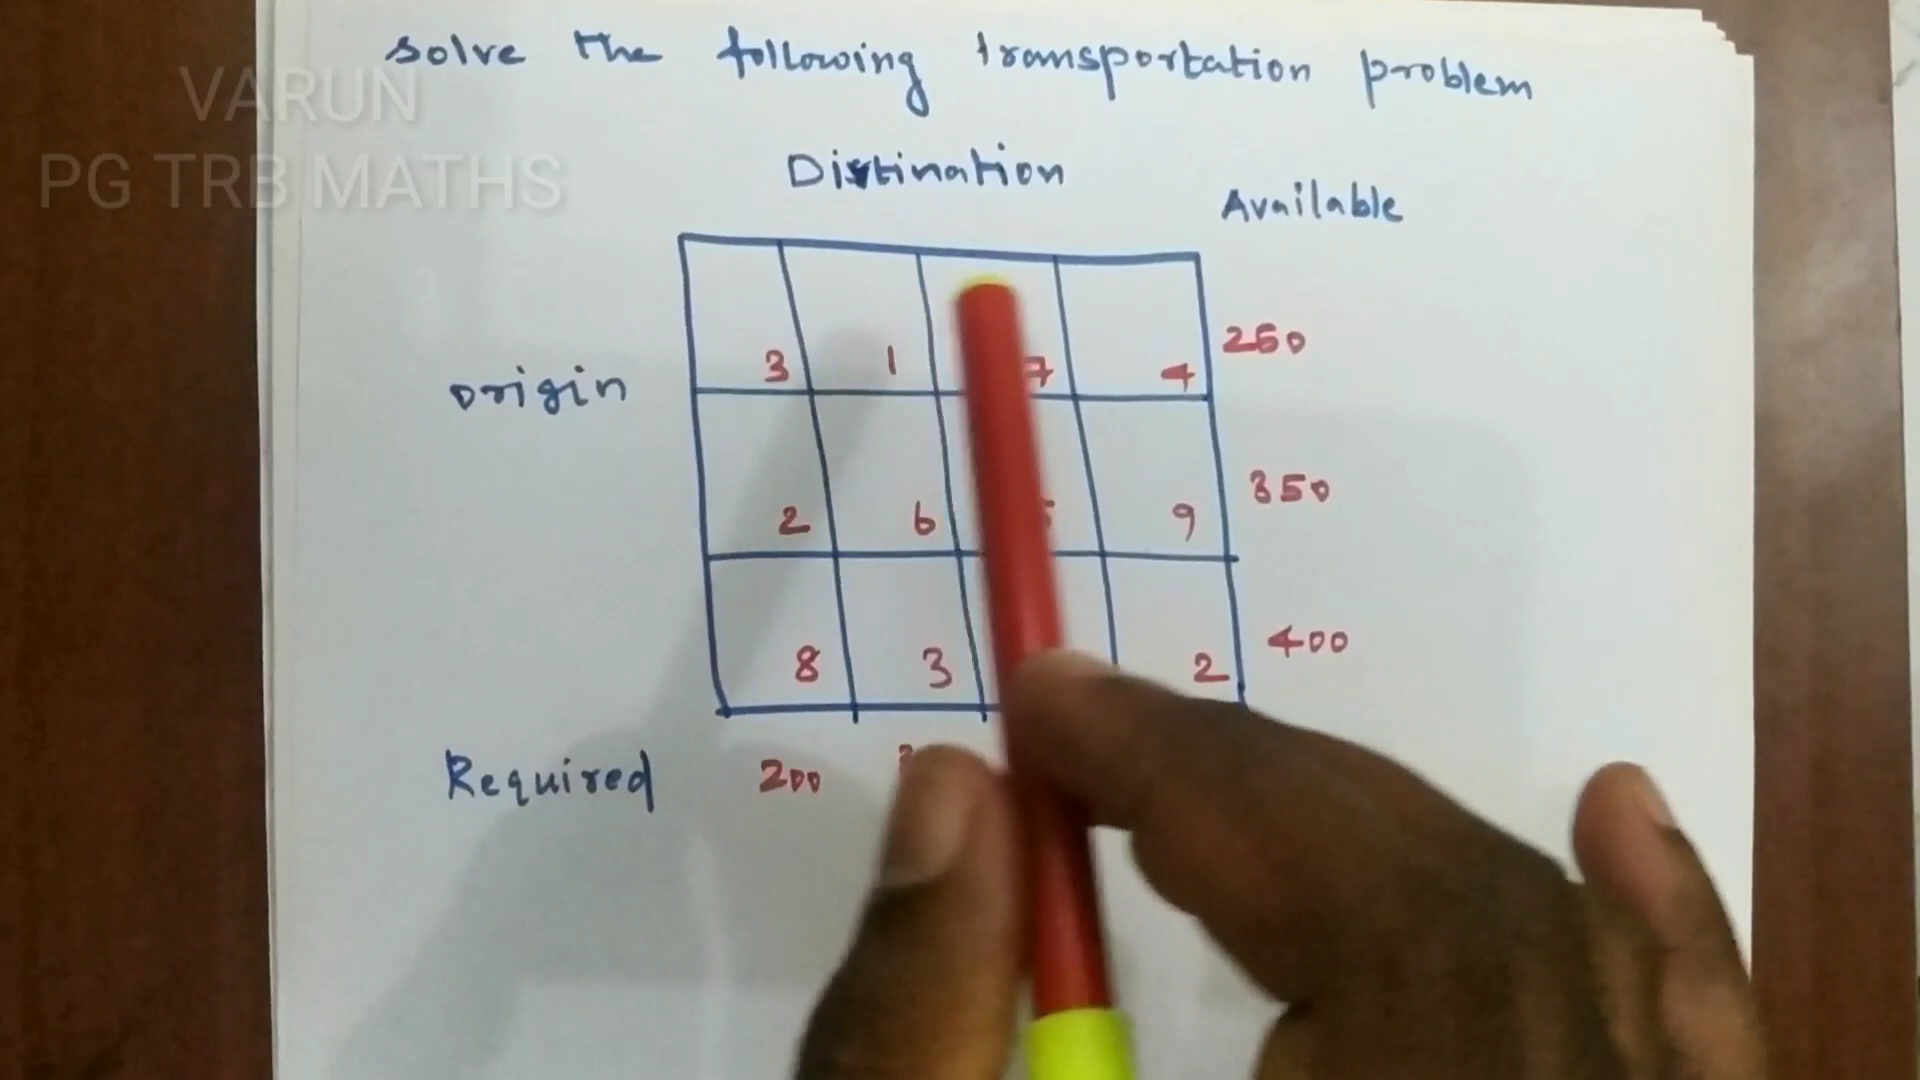 solve the following transportation problem
VARUN
PG TRB MATHS
Distination
Available
3 1 7 4 250
origin
2 6 9 350
8 3 2 400
Required 200